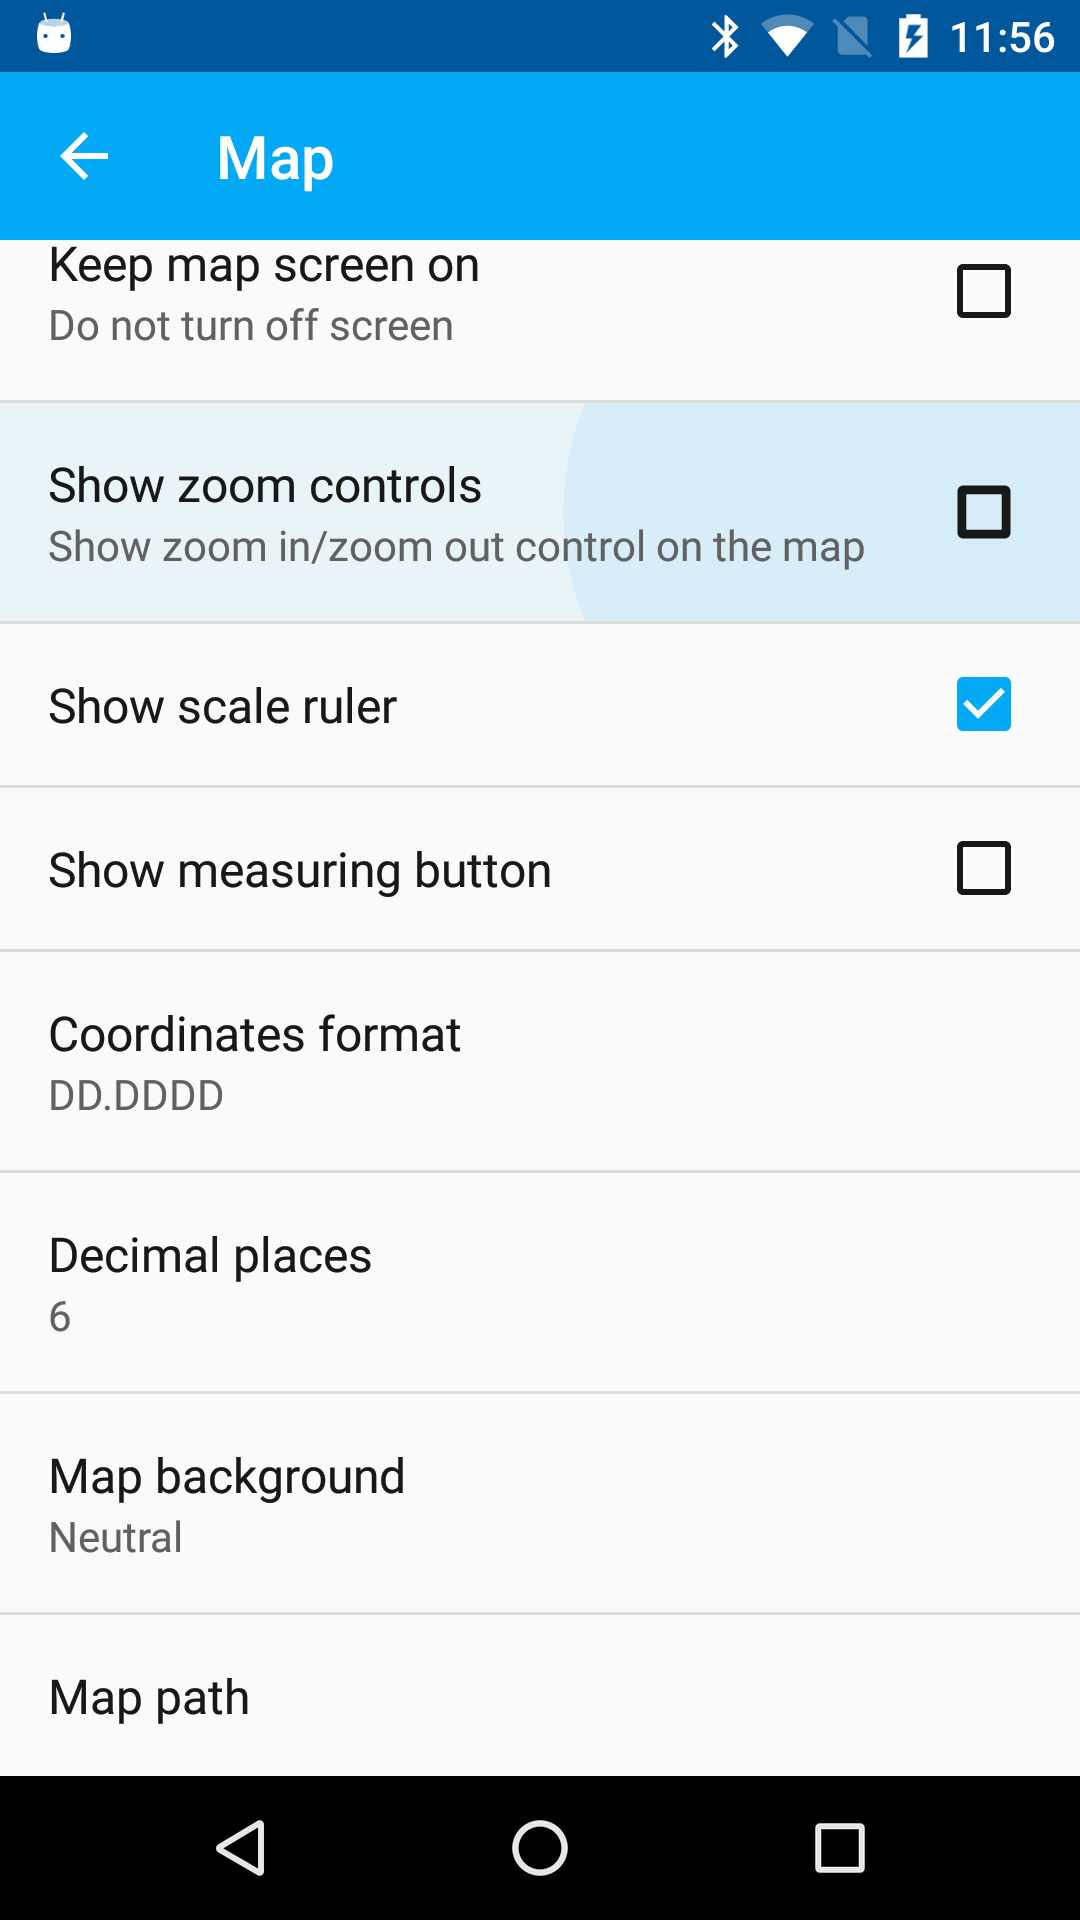 11:56
Map
Keep map screen on
Do not turn off screen
Show zoom controls
Show zoom in/zoom out control on the map
Show scale ruler
Show measuring button
Coordinates format
DD.DDDD
Decimal places
6
Map background
Neutral
Map path